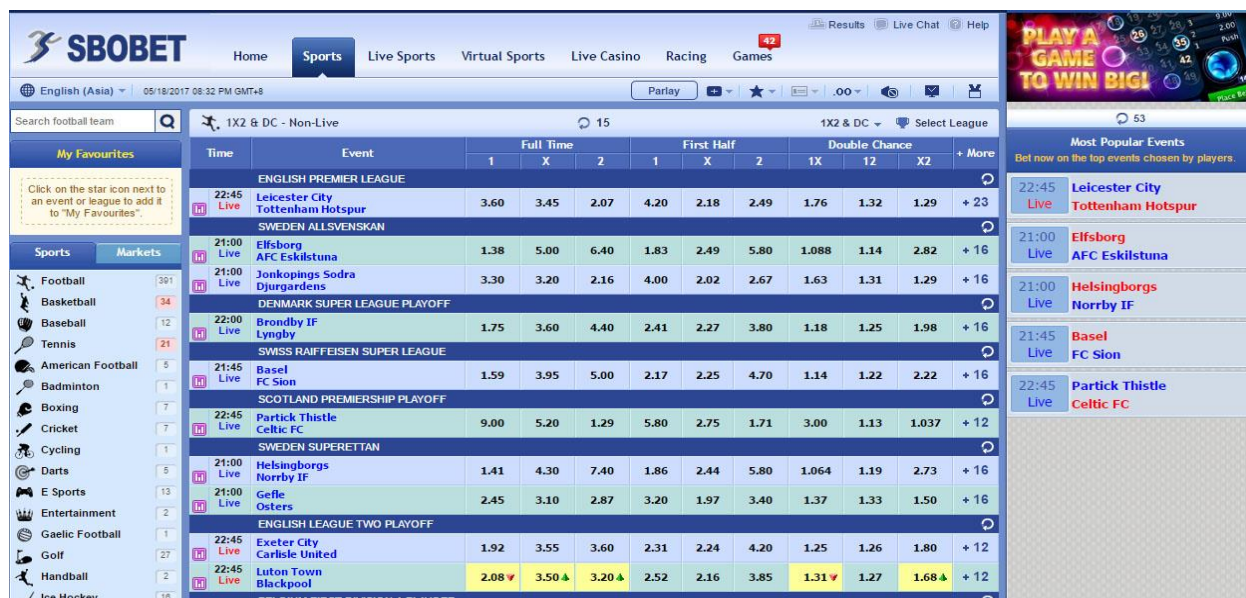 Results Live Chat Help
SBOBET
Home Sports Live Sports Virtual Sports Live Casino Racing Games 42
English (Asia) 05/18/2017 08:32 PM GMT+8 Parlay .00
Search football team
My Favourites
Click on the star icon next to
an event or league to add it
to "My Favourites".
Sports Markets
Football 391
Basketball 34
Baseball 12
Tennis 21
American Football 5
Badminton 1
Boxing 7
Cricket 7
Cycling 1
Darts 5
E Sports 13
Entertainment 2
Gaelic Football 1
Golf 27
Handball 2
Ice Hockey 16
1X2 & DC - Non-Live 15 1X2 & DC Select League
Time Event Full Time First Half Double Chance + More
1 X 2 1 X 2 1X 12 X2
ENGLISH PREMIER LEAGUE
22:45 Leicester City
Live Tottenham Hotspur 3.60 3.45 2.07 4.20 2.18 2.49 1.76 1.32 1.29 + 23
SWEDEN ALLSVENSKAN
21:00 Elfsborg
Live AFC Eskilstuna 1.38 5.00 6.40 1.83 2.49 5.80 1.088 1.14 2.82 + 16
21:00 Jonkopings Sodra
Live Djurgardens 3.30 3.20 2.16 4.00 2.02 2.67 1.63 1.31 1.29 + 16
DENMARK SUPER LEAGUE PLAYOFF
22:00 Brondby IF
Live Lyngby 1.75 3.60 4.40 2.41 2.27 3.80 1.18 1.25 1.98 + 16
SWISS RAIFFEISEN SUPER LEAGUE
21:45 Basel
Live FC Sion 1.59 3.95 5.00 2.17 2.25 4.70 1.14 1.22 2.22 + 16
SCOTLAND PREMIERSHIP PLAYOFF
22:45 Partick Thistle
Live Celtic FC 9.00 5.20 1.29 5.80 2.75 1.71 3.00 1.13 1.037 + 12
SWEDEN SUPERETTAN
21:00 Helsingborgs
Live Norrby IF 1.41 4.30 7.40 1.86 2.44 5.80 1.064 1.19 2.73 + 16
21:00 Gefle
Live Osters 2.45 3.10 2.87 3.20 1.97 3.40 1.37 1.33 1.50 + 16
ENGLISH LEAGUE TWO PLAYOFF
22:45 Exeter City
Live Carlisle United 1.92 3.55 3.60 2.31 2.24 4.20 1.25 1.26 1.80 + 12
22:45 Luton Town
Live Blackpool 2.08 3.50 3.20 2.52 2.16 3.85 1.31 1.27 1.68 + 12
PLAY A
GAME
TO WIN BIG!
26 35 42
2.00
Push
53
Most Popular Events
Bet now on the top events chosen by players.
22:45 Leicester City
Live Tottenham Hotspur
21:00 Elfsborg
Live AFC Eskilstuna
21:00 Helsingborgs
Live Norrby IF
21:45 Basel
Live FC Sion
22:45 Partick Thistle
Live Celtic FC